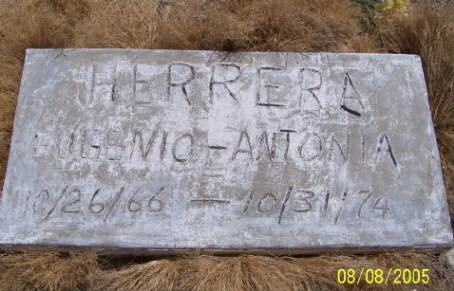 HERRERA
EUGENIO-ANTONIA
10/26/66 — 10/31/74
08/08/2005